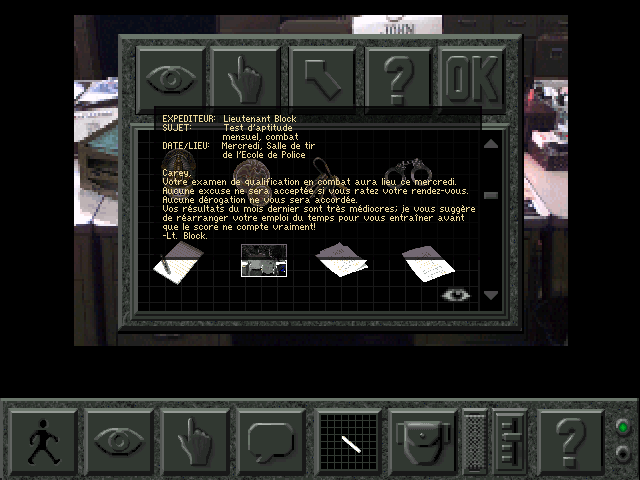 JOHN
OK
EXPEDITEUR: Lieutenant Block
SUJET: Test d'aptitude
mensuel, combat
DATE/LIEU: Mercredi, Salle de tir
de l'Ecole de Police
Carey,
Votre examen de qualification en combat aura lieu ce mercredi.
Aucune excuse ne sera acceptée si vous ratez votre rendez-vous.
Aucune dérogation ne vous sera accordée.
Vos résultats du mois dernier sont très médiocres; je vous suggère
de réarranger votre emploi du temps pour vous entraîner avant
que le score ne compte vraiment!
-Lt. Block.